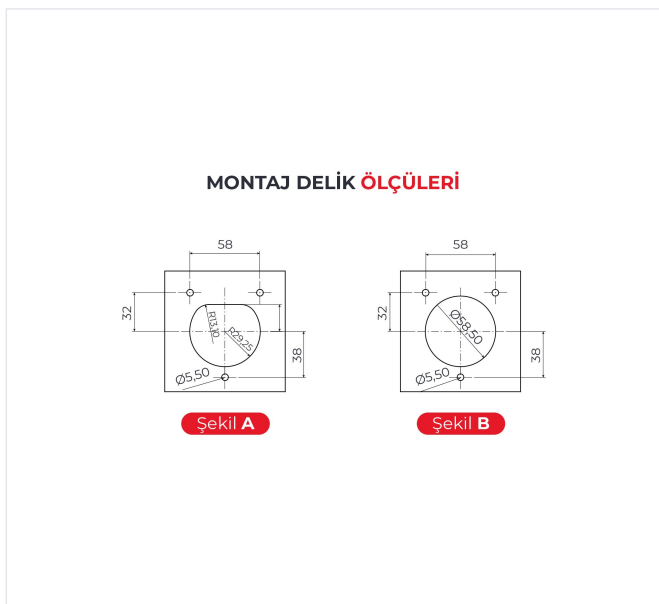 MONTAJ DELİK ÖLÇÜLERİ
58
32
R13,10
R29,25
38
Ø5,50
Şekil A
58
32
Ø58,50
38
Ø5,50
Şekil B